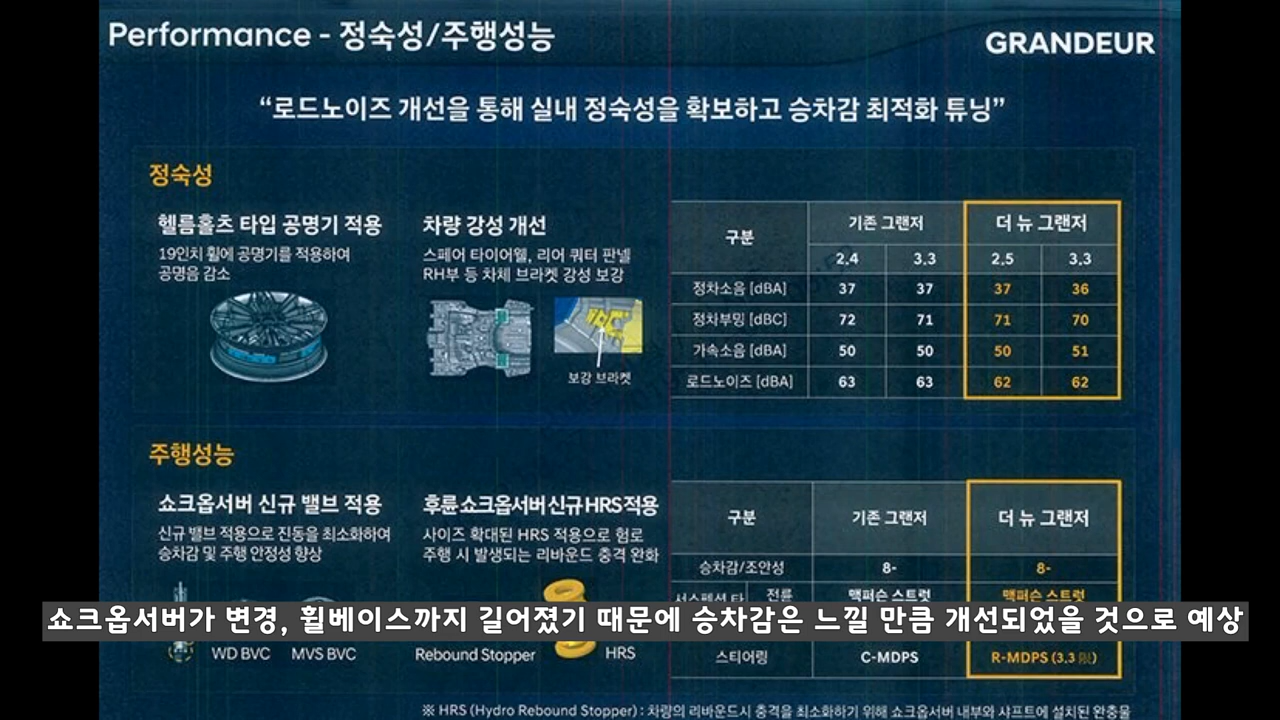 Performance - 정숙성/주행성능
GRANDEUR
“로드노이즈 개선을 통해 실내 정숙성을 확보하고 승차감 최적화 튜닝”
정숙성
헬름홀츠 타입 공명기 적용
19인치 휠에 공명기를 적용하여
공명음 감소
차량 강성 개선
스페어 타이어웰, 리어 쿼터 판넬
RH부 등 차체 브라켓 강성 보강
보강 브라켓
구분 기존 그랜저 더 뉴 그랜저
2.4 3.3 2.5 3.3
정차소음 [dBA] 37 37 37 36
정차부밍 [dBC] 72 71 71 70
가속소음 [dBA] 50 50 50 51
로드노이즈 [dBA] 63 63 62 62
주행성능
쇼크옵서버 신규 밸브 적용
신규 밸브 적용으로 진동을 최소화하여
승차감 및 주행 안정성 향상
WD BVC MVS BVC
후륜 쇼크옵서버 신규 HRS 적용
사이즈 확대된 HRS 적용으로 험로
주행 시 발생되는 리바운드 충격 완화
Rebound Stopper HRS
구분 기존 그랜저 더 뉴 그랜저
승차감/조안성 8- 8-
서스펜션 타 전륜 맥퍼슨 스트럿 맥퍼슨 스트럿
쇼크옵서버가 변경, 휠베이스까지 길어졌기 때문에 승차감은 느낄 만큼 개선되었을 것으로 예상
스티어링 C-MDPS R-MDPS (3.3 限)
※ HRS (Hydro Rebound Stopper) : 차량의 리바운드시 충격을 최소화하기 위해 쇼크옵서버 내부와 샤프트에 설치된 완충물